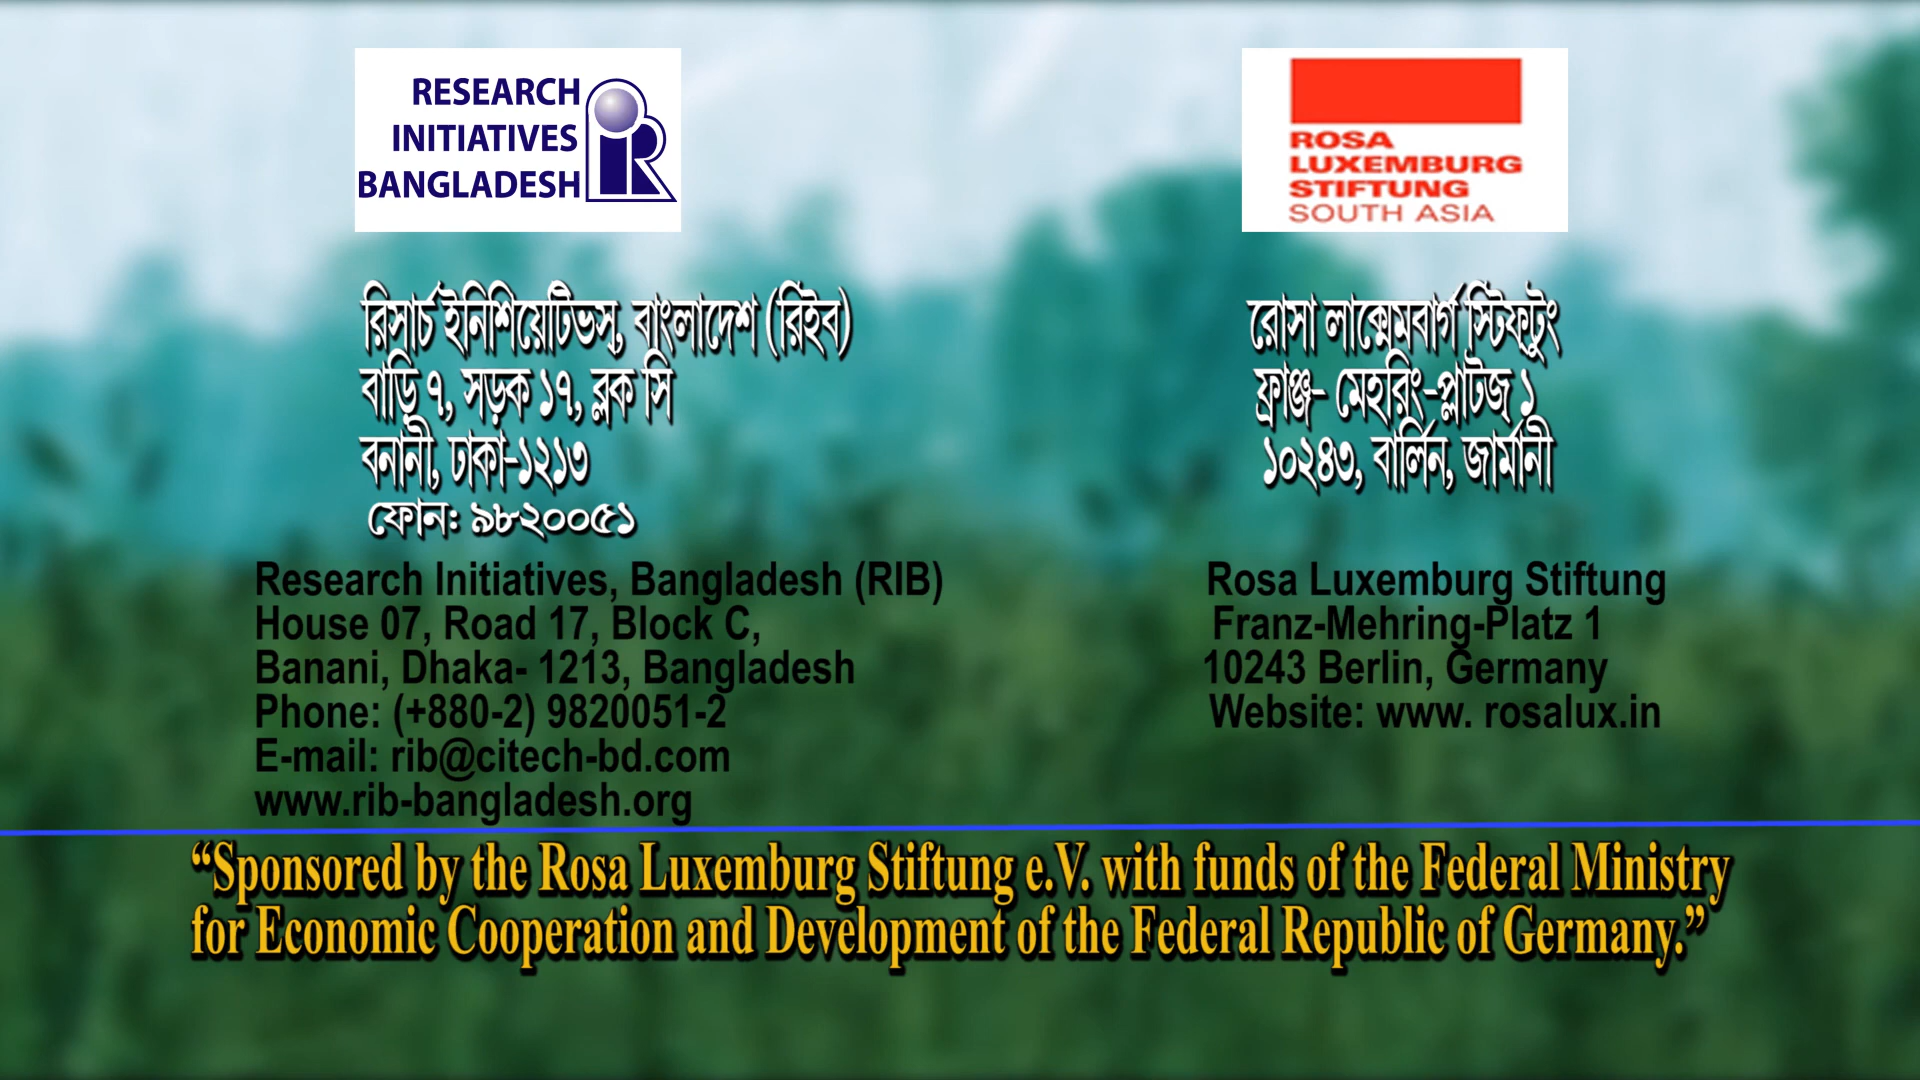 RESEARCH
INITIATIVES
BANGLADESH
রিসার্চ ইনিশিয়েটিভস্, বাংলাদেশ (রিইব)
বাড়ি ৭, সড়ক ১৭, ব্লক সি
বনানী, ঢাকা-১২১৩
ফোন: ৯৮২০০৫১
Research Initiatives, Bangladesh (RIB)
House 07, Road 17, Block C,
Banani, Dhaka- 1213, Bangladesh
Phone: (+880-2) 9820051-2
E-mail: rib@citech-bd.com
www.rib-bangladesh.org
ROSA
LUXEMBURG
STIFTUNG
SOUTH ASIA
রোসা লাক্সেমবার্গ স্টিফ্টুং
ফ্রাঞ্জ- মেহরিং-প্লাটজ্ ১
১০২৪৩, বার্লিন, জার্মানী
Rosa Luxemburg Stiftung
Franz-Mehring-Platz 1
10243 Berlin, Germany
Website: www. rosalux.in
“Sponsored by the Rosa Luxemburg Stiftung e.V. with funds of the Federal Ministry
for Economic Cooperation and Development of the Federal Republic of Germany.”